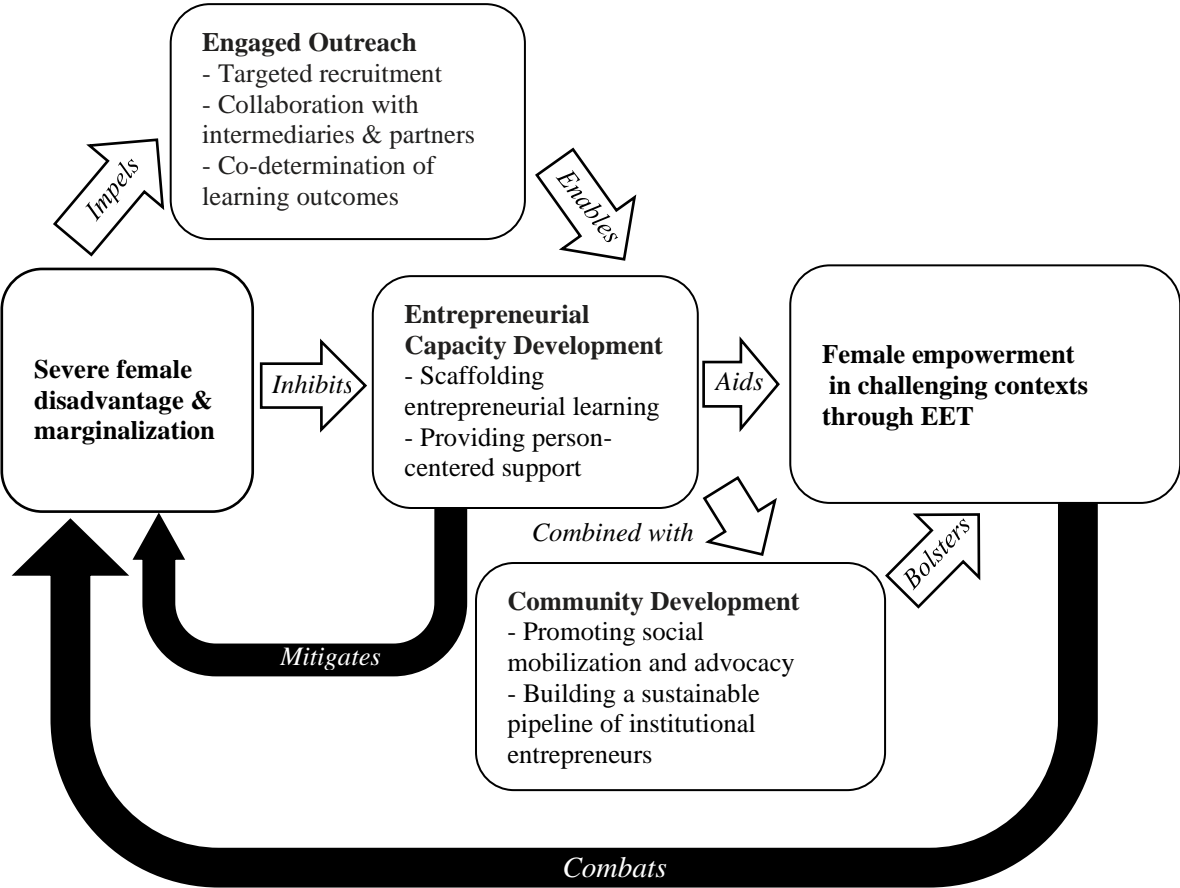 Engaged Outreach
- Targeted recruitment
- Collaboration with
intermediaries & partners
- Co-determination of
learning outcomes
Impels
Enables
Severe female
disadvantage &
marginalization
Inhibits
Entrepreneurial
Capacity Development
- Scaffolding
entrepreneurial learning
- Providing person-
centered support
Aids
Female empowerment
in challenging contexts
through EET
Combined with
Bolsters
Community Development
- Promoting social
mobilization and advocacy
- Building a sustainable
pipeline of institutional
entrepreneurs
Mitigates
Combats